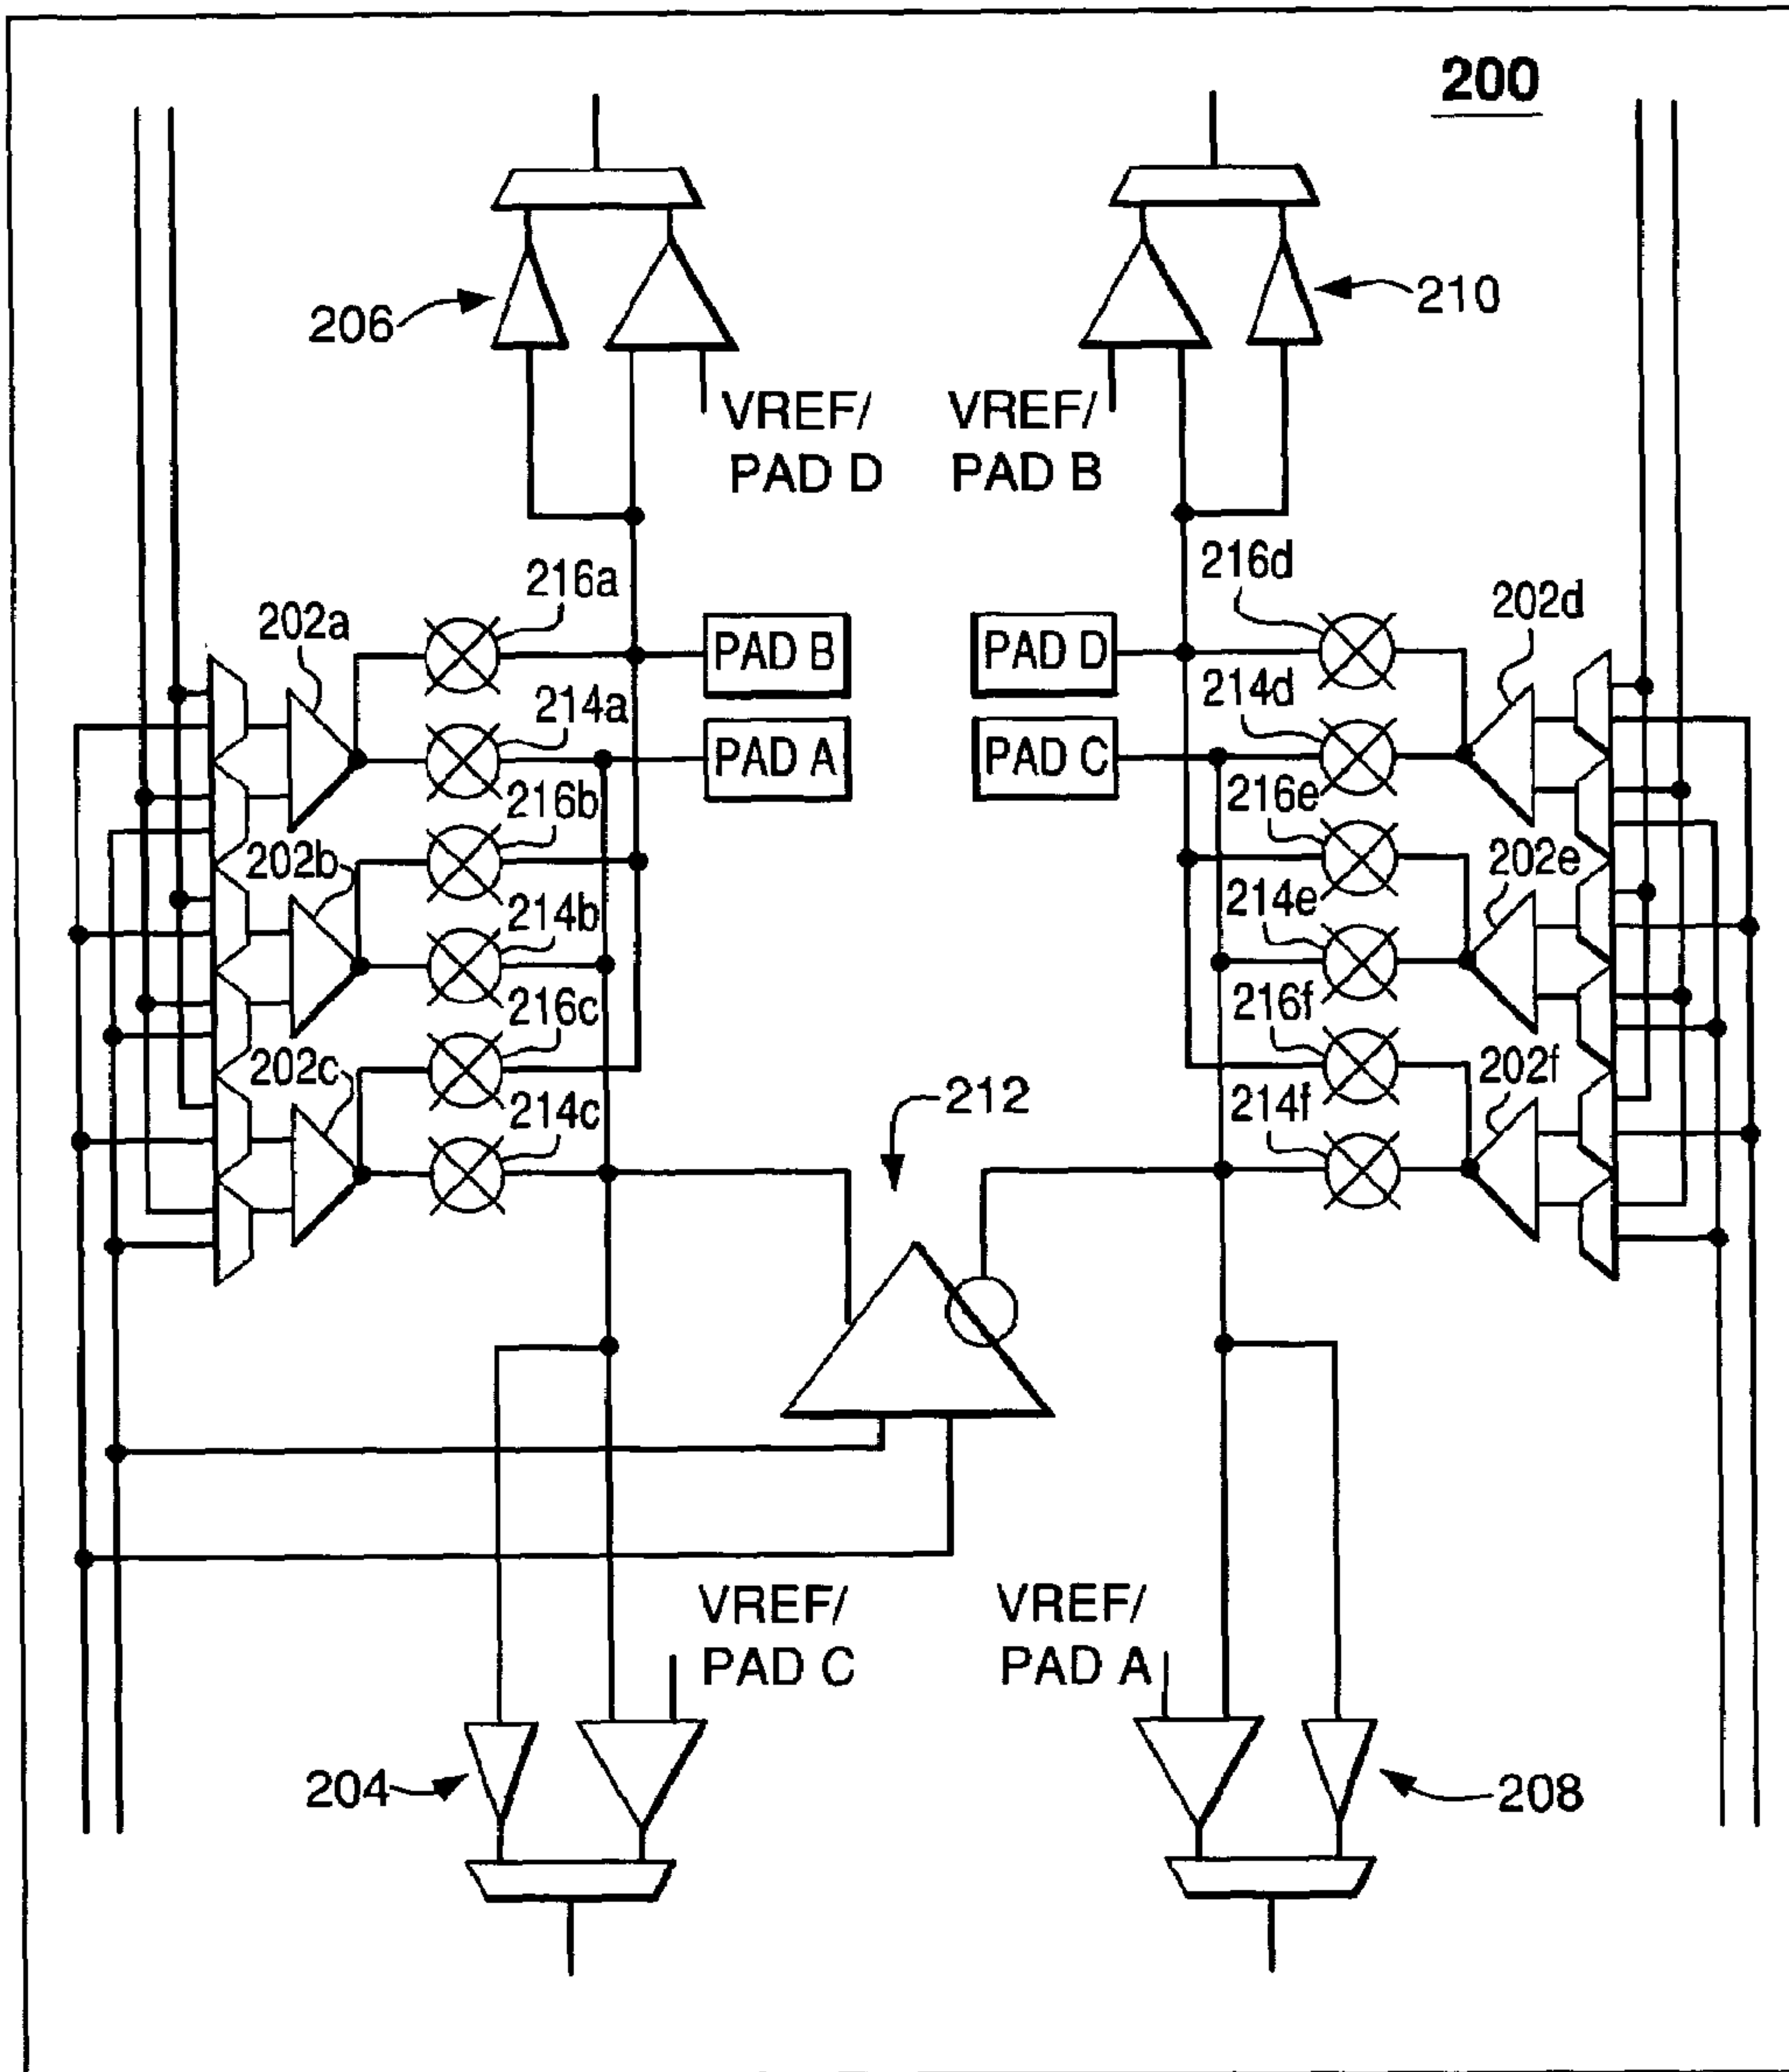 200
206
210
VREF/
PAD D
VREF/
PAD B
216a
216d
202a
202d
PAD B
PAD D
214a
214d
PAD A
PAD C
216b
216e
202b
202e
214b
214e
216c
216f
202c
202f
212
214c
214f
VREF/
PAD C
VREF/
PAD A
204
208